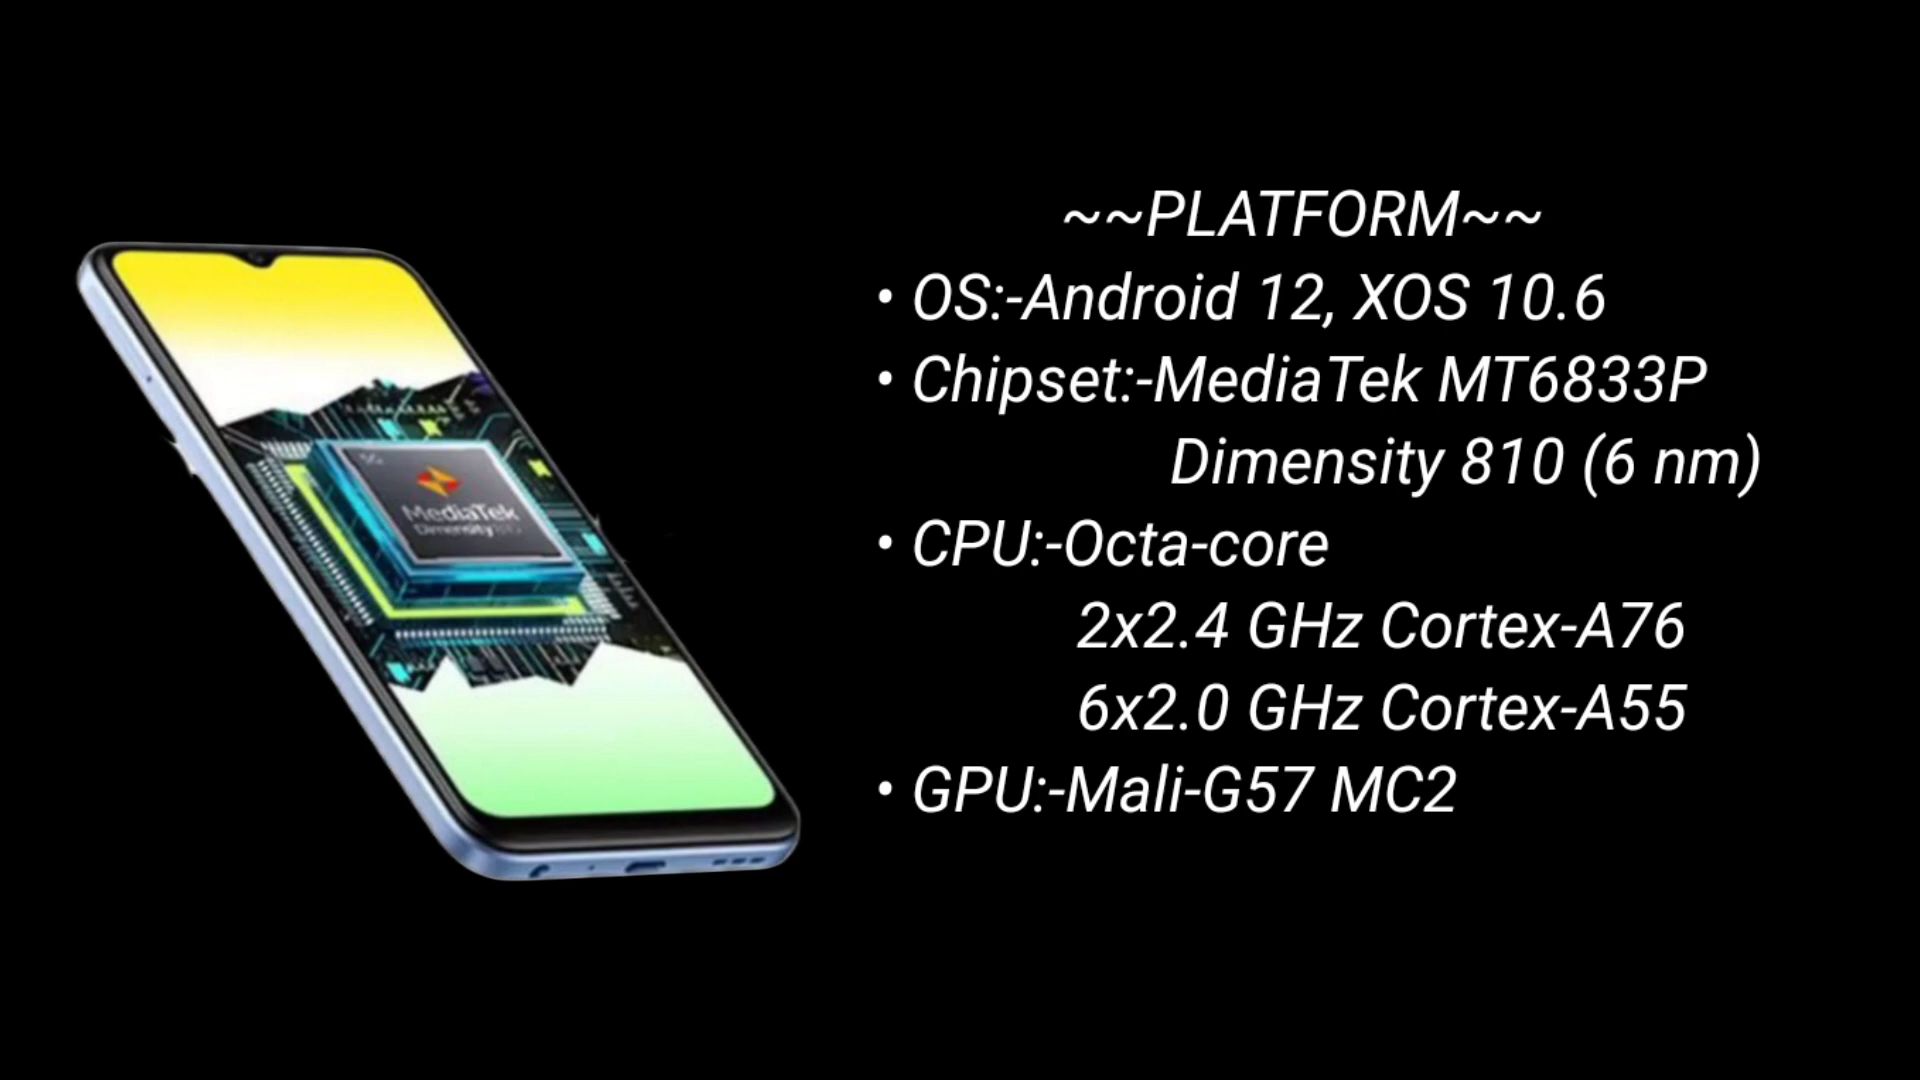 ~~PLATFORM~~
• OS:-Android 12, XOS 10.6
• Chipset:-MediaTek MT6833P
Dimensity 810 (6 nm)
• CPU:-Octa-core
2x2.4 GHz Cortex-A76
6x2.0 GHz Cortex-A55
• GPU:-Mali-G57 MC2
5G
MediaTek
Dimensity